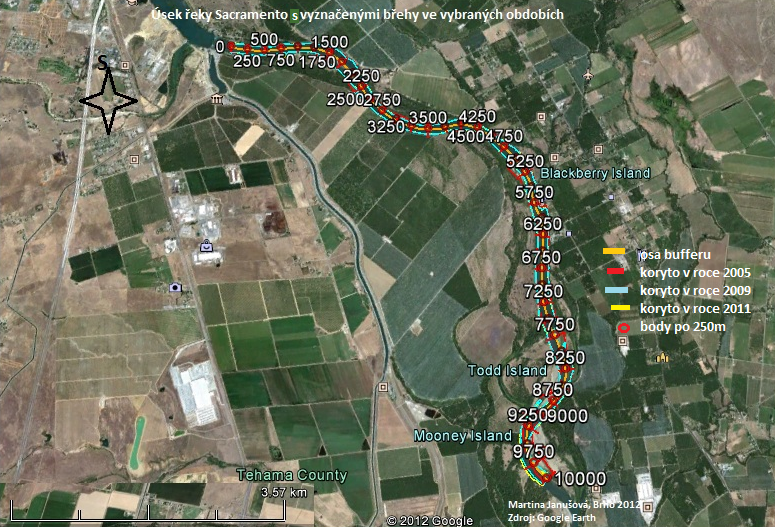 Úsek řeky Sacramento s vyznačenými břehy ve vybraných obdobích
0
500
1500
250
750
1750
S
2250
2500
2750
3500
4250
3250
4500
4750
5250
Blackberry Island
5750
6250
6750
osa bufferu
koryto v roce 2005
7250
koryto v roce 2009
koryto v roce 2011
7750
body po 250m
8250
Todd Island
8750
9250
9000
Mooney Island
9750
Tehama County
10000
3.57 km
Martina Janušová, Brno 2012
Zdroj: Google Earth
© 2012 Google